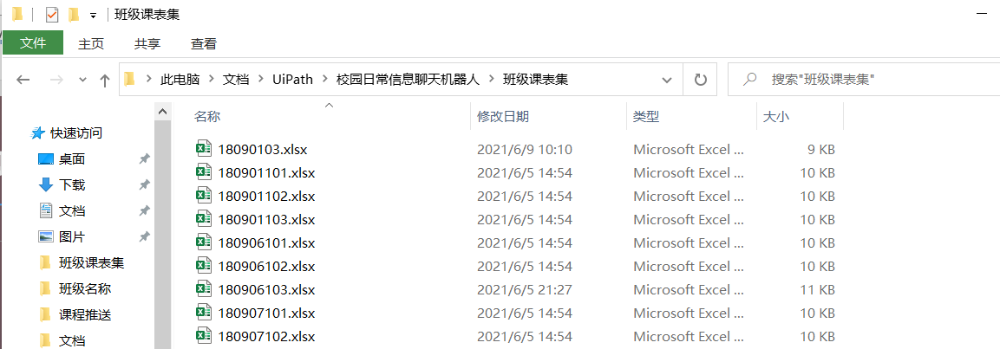 班级课表集
文件 主页 共享 查看
此电脑 文档 UiPath 校园日常信息聊天机器人 班级课表集 搜索"班级课表集"
名称 修改日期 类型 大小
快速访问
桌面
下载
文档
图片
班级课表集
班级名称
课程推送
文档
18090103.xlsx 2021/6/9 10:10 Microsoft Excel ... 9 KB
180901101.xlsx 2021/6/5 14:54 Microsoft Excel ... 10 KB
180901102.xlsx 2021/6/5 14:54 Microsoft Excel ... 10 KB
180901103.xlsx 2021/6/5 14:54 Microsoft Excel ... 10 KB
180906101.xlsx 2021/6/5 14:54 Microsoft Excel ... 10 KB
180906102.xlsx 2021/6/5 14:54 Microsoft Excel ... 10 KB
180906103.xlsx 2021/6/5 21:27 Microsoft Excel ... 11 KB
180907101.xlsx 2021/6/5 14:54 Microsoft Excel ... 10 KB
180907102.xlsx 2021/6/5 14:54 Microsoft Excel ... 10 KB